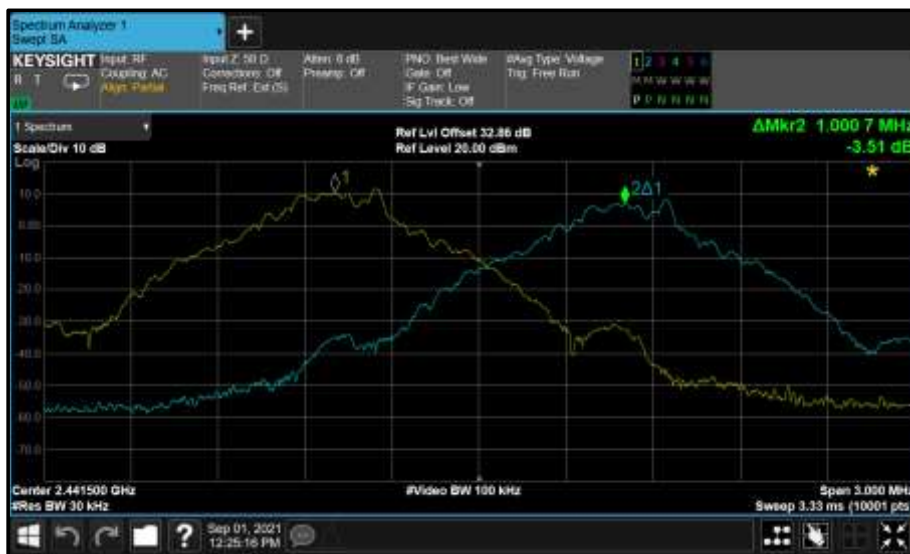 Spectrum Analyzer 1
Swept SA
+
KEYSIGHT
R T
Input: RF
Coupling: AC
Align: Partial
Input Z: 50 Ω
Corrections: Off
Freq Ref: Ext (S)
Atten: 6 dB
Preamp: Off
PNO: Best Wide
Gate: Off
IF Gain: Low
Sig Track: Off
#Avg Type: Voltage
Trig: Free Run
1 2 3 4 5 6
M M W W W W
P P N N N N
1 Spectrum
Scale/Div 10 dB
Ref Lvl Offset 32.86 dB
Ref Level 20.00 dBm
ΔMkr2 1.000 7 MHz
-3.51 dB
Log
10.0
0.00
-10.0
-20.0
-30.0
-40.0
-50.0
-60.0
-70.0
1
2Δ1
Center 2.441500 GHz
#Res BW 30 kHz
#Video BW 100 kHz
Span 3.000 MHz
Sweep 3.33 ms (10001 pts)
?
Sep 01, 2021
12:25:16 PM